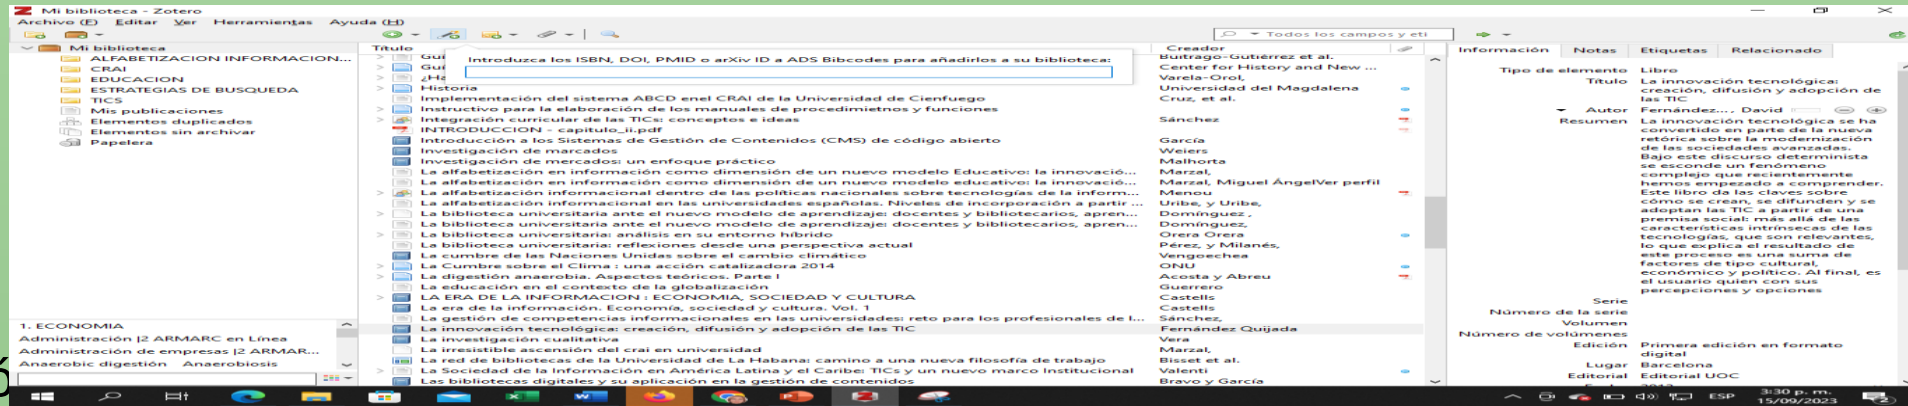 Mi biblioteca - Zotero
Archivo (F) Editar Ver Herramientas Ayuda (H)
Todos los campos y eti
Mi biblioteca
ALFABETIZACION INFORMACION...
CRAI
EDUCACION
ESTRATEGIAS DE BUSQUEDA
TICS
Mis publicaciones
Elementos duplicados
Elementos sin archivar
Papelera
1. ECONOMIA
Administración |2 ARMARC en Línea
Administración de empresas |2 ARMAR...
Anaerobic digestión Anaerobiosis
Título Creador
Introduzca los ISBN, DOI, PMID o arXiv ID a ADS Bibcodes para añadirlos a su biblioteca:
Gui Buitrago-Gutiérrez et al.
Gui Center for History and New ...
¿Ha Varela-Orol,
Historia Universidad del Magdalena
Implementación del sistema ABCD enel CRAI de la Universidad de Cienfuego Cruz, et al.
Instructivo para la elaboración de los manuales de procedimietnos y funciones
Integración curricular de las TICs: conceptos e ideas Sánchez
INTRODUCCION - capitulo_ii.pdf
Introducción a los Sistemas de Gestión de Contenidos (CMS) de código abierto García
Investigación de marcados Weiers
Investigación de mercados: un enfoque práctico Malhorta
La alfabetización en información como dimensión de un nuevo modelo Educativo: la innovació... Marzal,
La alfabetización en información como dimensión de un nuevo modelo educativo: la innovació... Marzal, Miguel ÁngelVer perfil
La alfabetización informacional dentro de las políticas nacionales sobre tecnologías de la inform... Menou
La alfabetización informacional en las universidades españolas. Niveles de incorporación a partir ... Uribe, y Uribe,
La biblioteca universitaria ante el nuevo modelo de aprendizaje: docentes y bibliotecarios, apren... Domínguez ,
La biblioteca universitaria ante el nuevo modelo de aprendizaje: docentes y bibliotecarios, apren... Domínguez,
La biblioteca universitaria: análisis en su entorno híbrido Orera Orera
La biblioteca universitaria: reflexiones desde una perspectiva actual Pérez, y Milanés,
La cumbre de las Naciones Unidas sobre el cambio climático Vengoechea
La Cumbre sobre el Clima : una acción catalizadora 2014 ONU
La digestión anaerobia. Aspectos teóricos. Parte I Acosta y Abreu
La educación en el contexto de la globalización Guerrero
LA ERA DE LA INFORMACION : ECONOMIA, SOCIEDAD Y CULTURA Castells
La era de la información. Economía, sociedad y cultura. Vol. 1 Castells
La gestión de competencias informacionales en las universidades: reto para los profesionales de l... Sánchez,
La innovación tecnológica: creación, difusión y adopción de las TIC Fernández Quijada
La investigación cualitativa Vera
La irresistible ascensión del crai en universidad Marzal,
La red de bibliotecas de la Universidad de La Habana: camino a una nueva filosofía de trabajo Bisset et al.
La Sociedad de la Información en América Latina y el Caribe: TICs y un nuevo marco Institucional Valenti
Las bibliotecas digitales y su aplicación en la gestión de contenidos Bravo y García
Información Notas Etiquetas Relacionado
Tipo de elemento Libro
Título La innovación tecnológica:
creación, difusión y adopción de
las TIC
Autor Fernández..., David
Resumen La innovación tecnológica se ha
convertido en parte de la nueva
retórica sobre la modernización
de las sociedades avanzadas.
Bajo este discurso determinista
se esconde un fenómeno
complejo que recientemente
hemos empezado a comprender.
Este libro da las claves sobre
cómo se crean, se difunden y se
adoptan las TIC a partir de una
premisa social: más allá de las
características intrínsecas de las
tecnologías, que son relevantes,
lo que explica el resultado de
este proceso es una suma de
factores de tipo cultural,
económico y político. Al final, es
el usuario quien con sus
percepciones y opciones
Serie
Número de la serie
Volumen
Número de volúmenes
Edición Primera edición en formato
digital
Lugar Barcelona
Editorial Editorial UOC
ESP
3:30 p. m.
15/09/2023